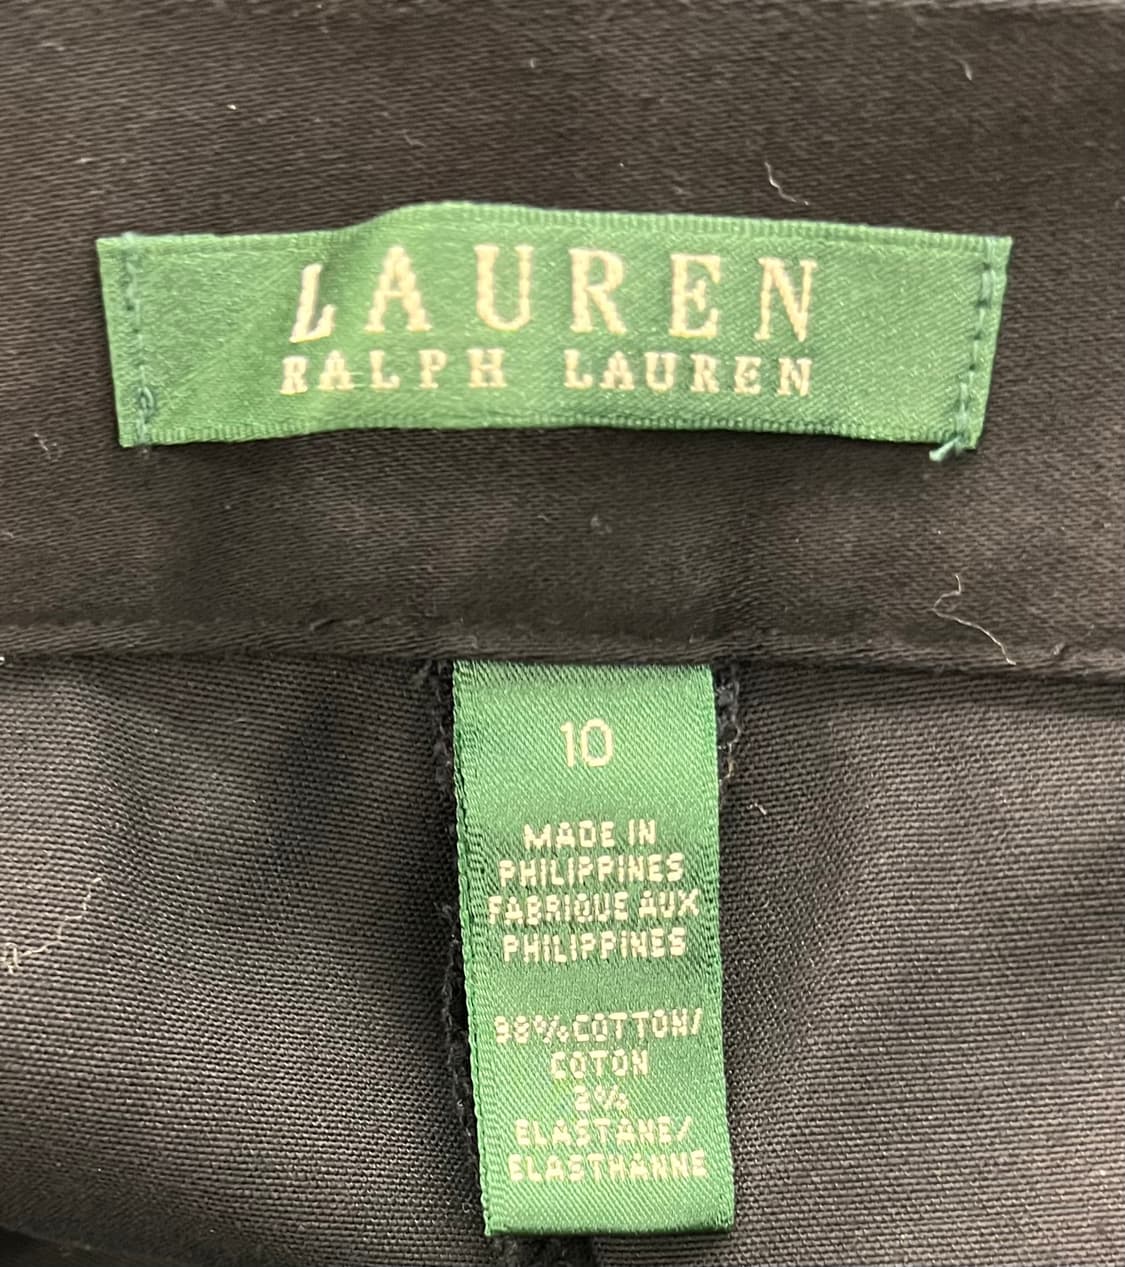 LAUREN
RALPH LAUREN
10
MADE IN
PHILIPPINES
FABRIQUE AUX
PHILIPPINES
98%COTTON/
COTON
2%
ELASTANE/
ELASTHANNE